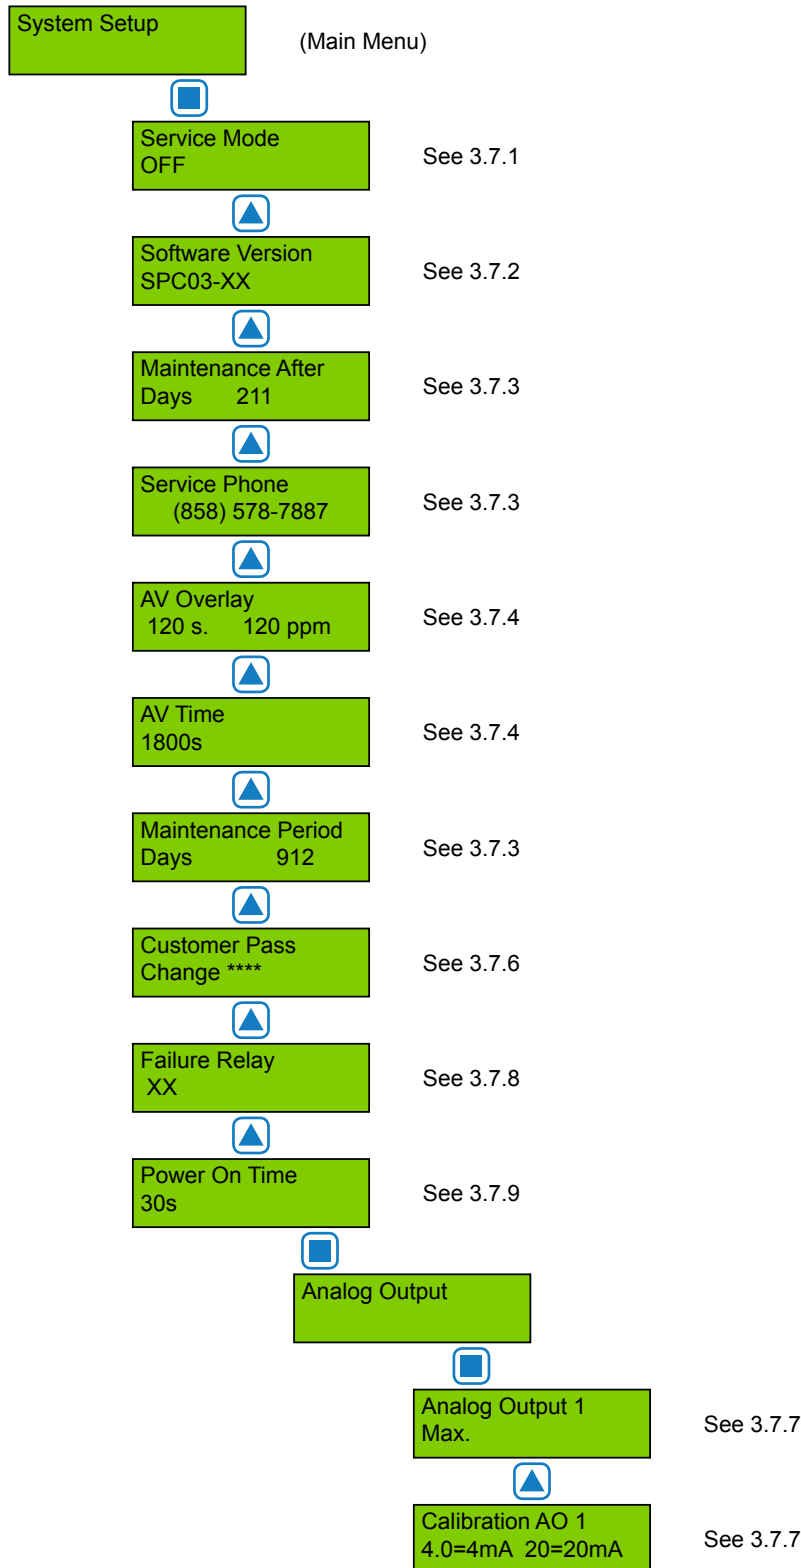 System Setup
(Main Menu)
Service Mode
OFF
See 3.7.1
Software Version
SPC03-XX
See 3.7.2
Maintenance After
Days 211
See 3.7.3
Service Phone
(858) 578-7887
See 3.7.3
AV Overlay
120 s. 120 ppm
See 3.7.4
AV Time
1800s
See 3.7.4
Maintenance Period
Days 912
See 3.7.3
Customer Pass
Change ****
See 3.7.6
Failure Relay
XX
See 3.7.8
Power On Time
30s
See 3.7.9
Analog Output
Analog Output 1
Max.
See 3.7.7
Calibration AO 1
4.0=4mA 20=20mA
See 3.7.7